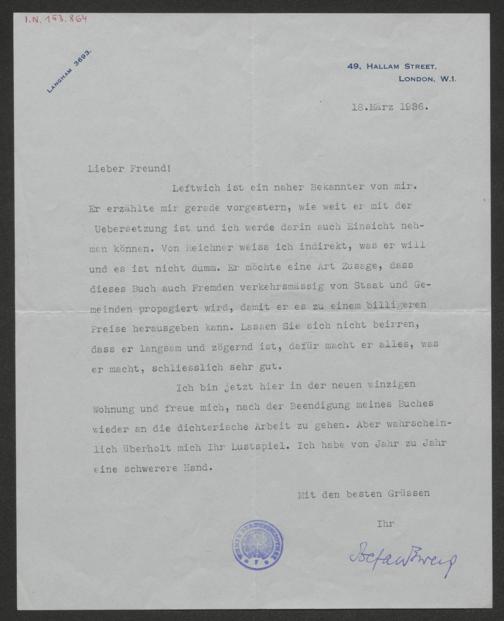 I.N. 153.864
LANGHAM 3693.
49, HALLAM STREET,
LONDON, W.1.
18.März 1936.
Lieber Freund!
Leftwich ist ein naher Bekannter von mir.
Er erzählte mir gerade vorgestern, wie weit er mit der
Uebersetzung ist und ich werde darin auch Einsicht neh-
men können. Von Reichner weiss ich indirekt, was er will
und es ist nicht dumm. Er möchte eine Art Zusage, dass
dieses Buch auch Fremden verkehrsmässig von Staat und Ge-
meinden propagiert wird, damit er es zu einem billigeren
Preise herausgeben kann. Lassen Sie sich nicht beirren,
dass er langsam und zögernd ist, dafür macht er alles, was
er macht, schliesslich sehr gut.
Ich bin jetzt hier in der neuen winzigen
Wohnung und freue mich, nach der Beendigung meines Buches
wieder an die dichterische Arbeit zu gehen. Aber wahrschein-
lich überholt mich Ihr Lustspiel. Ich habe von Jahr zu Jahr
eine schwerere Hand.
Mit den besten Grüssen
Ihr
Stefan Zweig